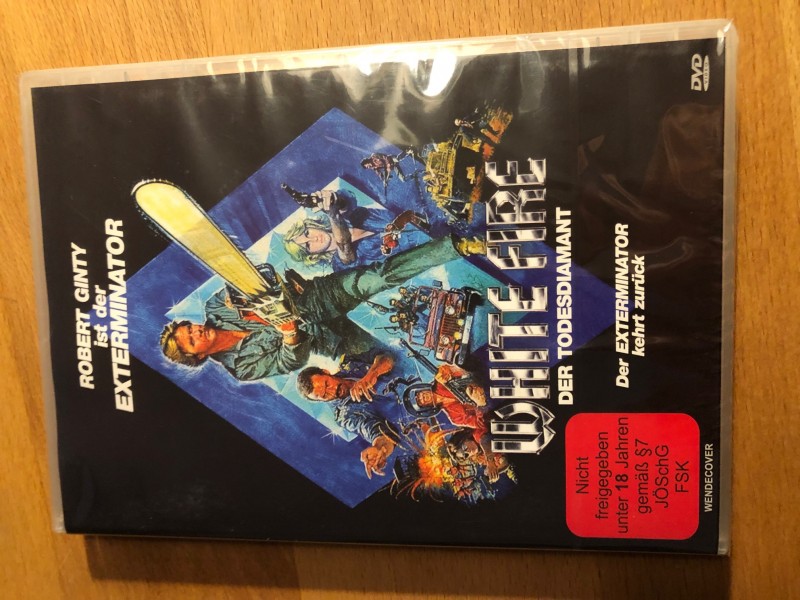 ROBERT GINTY
ist der
EXTERMINATOR
WHITE FIRE
DER TODESDIAMANT
Der EXTERMINATOR
kehrt zurück
Nicht
freigegeben
unter 18 Jahren
gemäß §7
JÖSchG
FSK
WENDECOVER
DVD
VIDEO